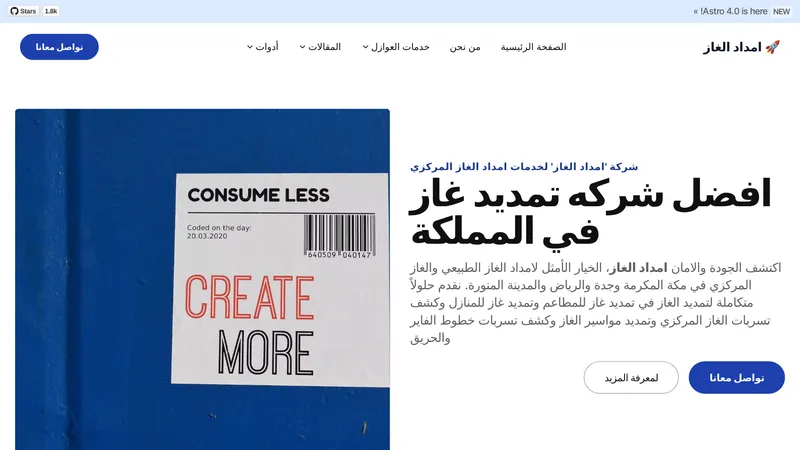 NEW Astro 4.0 is here! »
Stars 1.8k
🚀 امداد الغاز
الصفحة الرئيسية
من نحن
خدمات العوازل
المقالات
أدوات
تواصل معانا
شركة 'امداد الغاز' لخدمات امداد الغاز المركزي
افضل شركه تمديد غاز
في المملكة
اكتشف الجودة والامان امداد الغاز، الخيار الأمثل لامداد الغاز الطبيعي والغاز
المركزي في مكة المكرمة وجدة والرياض والمدينة المنورة. نقدم حلولاً
متكاملة لتمديد الغاز في تمديد غاز للمطاعم وتمديد غاز للمنازل وكشف
تسربات الغاز المركزي وتمديد مواسير الغاز وكشف تسربات خطوط الفاير
والحريق
تواصل معانا
لمعرفة المزيد
CONSUME LESS
Coded on the day:
20.03.2020
640509 040147
CREATE
MORE